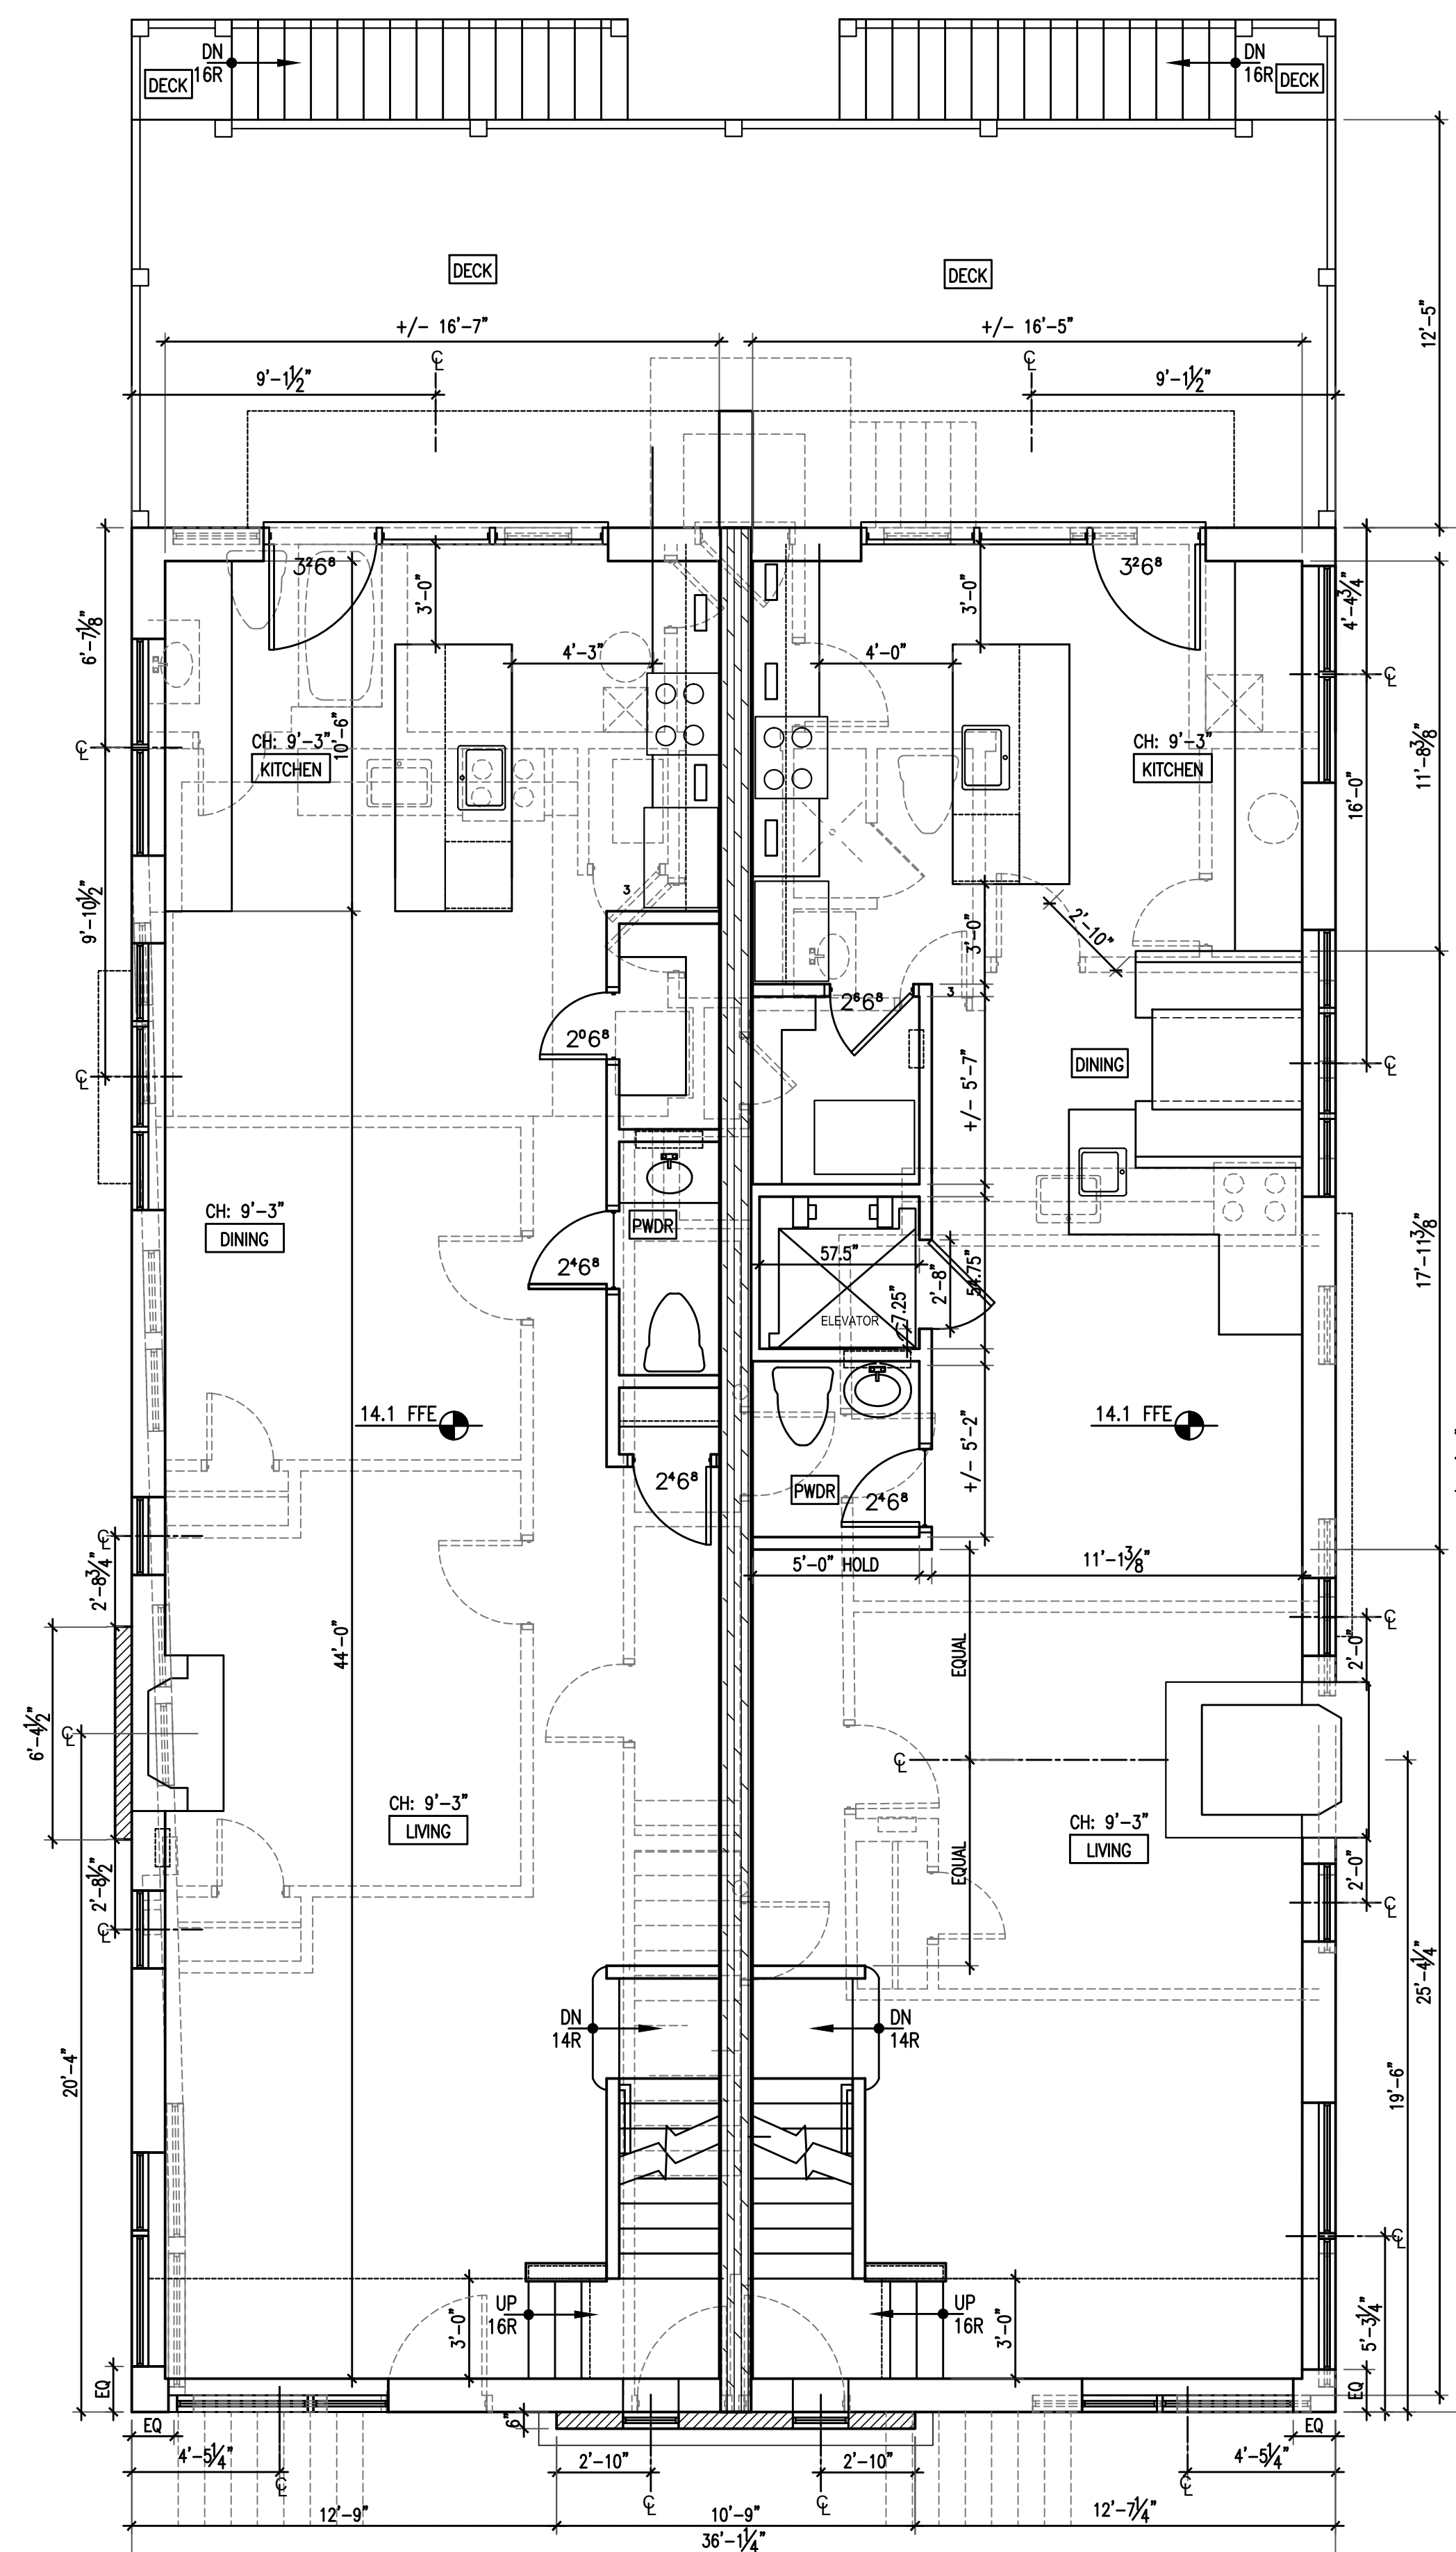 DN
16R
DECK
DN
16R
DECK
DECK
DECK
12'-5"
+/- 16'-7"
+/- 16'-5"
℄
℄
9'-1½"
9'-1½"
3²6⁸
3²6⁸
6'-7⅛"
3'-0"
3'-0"
4'-4¾"
4'-3"
4'-0"
℄
10'-6"
CH: 9'-3"
KITCHEN
CH: 9'-3"
KITCHEN
℄
11'-8⅜"
16'-0"
3
9'-10½"
3'-0"
2'-10"
2⁶6⁸
3
2⁰6⁸
℄
℄
DINING
+/- 5'-7"
CH: 9'-3"
DINING
PWDR
2⁴6⁸
57.5"
2'-8"
54.75"
7.25"
ELEVATOR
17'-11⅜"
14.1 FFE
14.1 FFE
+/- 5'-2"
2⁴6⁸
PWDR
2⁴6⁸
℄
2'-8¾"
5'-0" HOLD
11'-1⅜"
44'-0"
EQUAL
℄
2'-0"
6'-4½"
℄
℄
CH: 9'-3"
LIVING
CH: 9'-3"
LIVING
EQUAL
2'-8½"
2'-0"
℄
℄
25'-4¼"
DN
14R
DN
14R
20'-4"
19'-6"
℄
UP
16R
UP
16R
3'-0"
3'-0"
5'-3¼"
EQ
EQ
EQ
6"
EQ
4'-5¼"
2'-10"
2'-10"
4'-5¼"
℄
℄
℄
℄
12'-9"
10'-9"
12'-7¼"
36'-1¼"